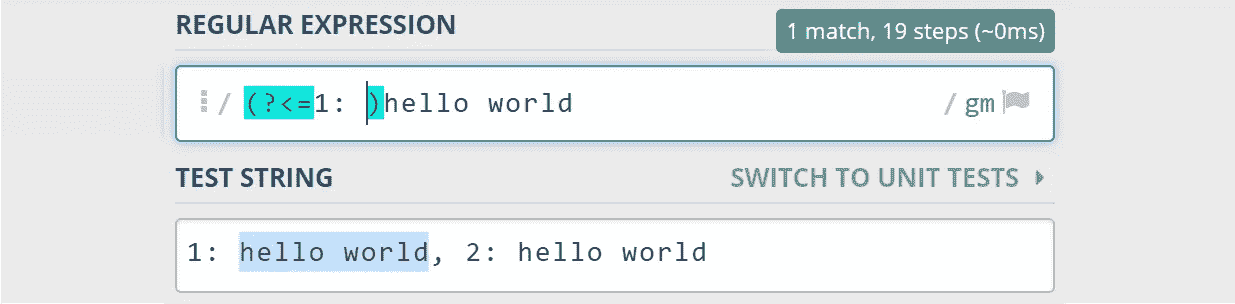 REGULAR EXPRESSION
1 match, 19 steps (~0ms)
/ (?<=1: )hello world / gm
TEST STRING
SWITCH TO UNIT TESTS
1: hello world, 2: hello world